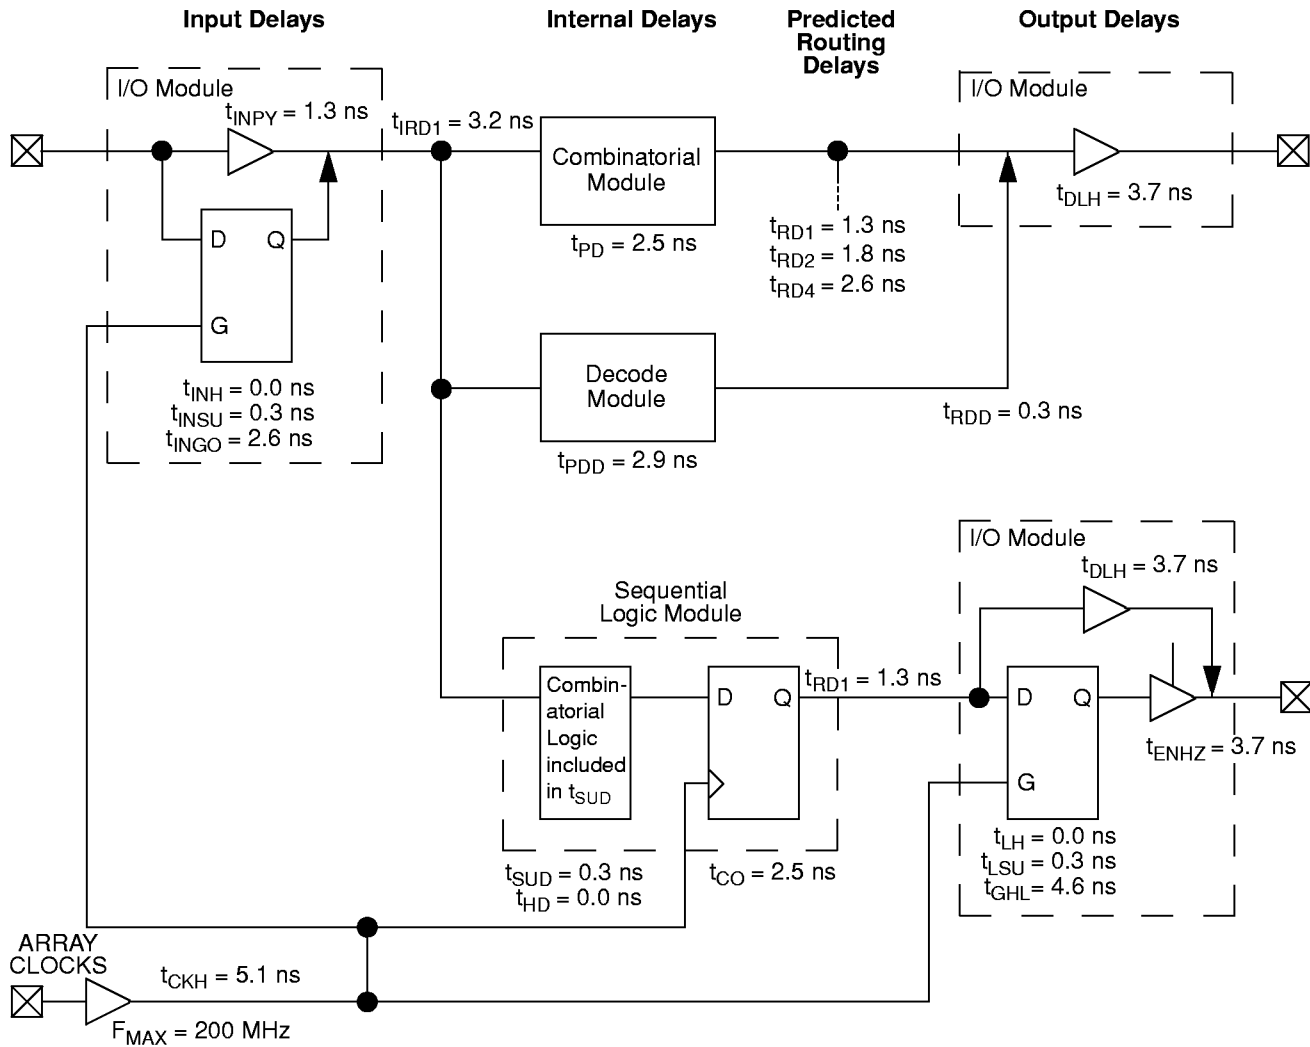 Input Delays
Internal Delays
Predicted
Routing
Delays
Output Delays
I/O Module
tINPY = 1.3 ns
tIRD1 = 3.2 ns
Combinatorial
Module
tPD = 2.5 ns
tRD1 = 1.3 ns
tRD2 = 1.8 ns
tRD4 = 2.6 ns
I/O Module
tDLH = 3.7 ns
D Q
G
tINH = 0.0 ns
tINSU = 0.3 ns
tINGO = 2.6 ns
Decode
Module
tPDD = 2.9 ns
tRDD = 0.3 ns
Sequential
Logic Module
Combin-
atorial
Logic
included
in tSUD
D Q
tSUD = 0.3 ns
tHD = 0.0 ns
tCO = 2.5 ns
tRD1 = 1.3 ns
I/O Module
tDLH = 3.7 ns
D Q
G
tENHZ = 3.7 ns
tLH = 0.0 ns
tLSU = 0.3 ns
tGHL= 4.6 ns
ARRAY
CLOCKS
tCKH = 5.1 ns
FMAX = 200 MHz